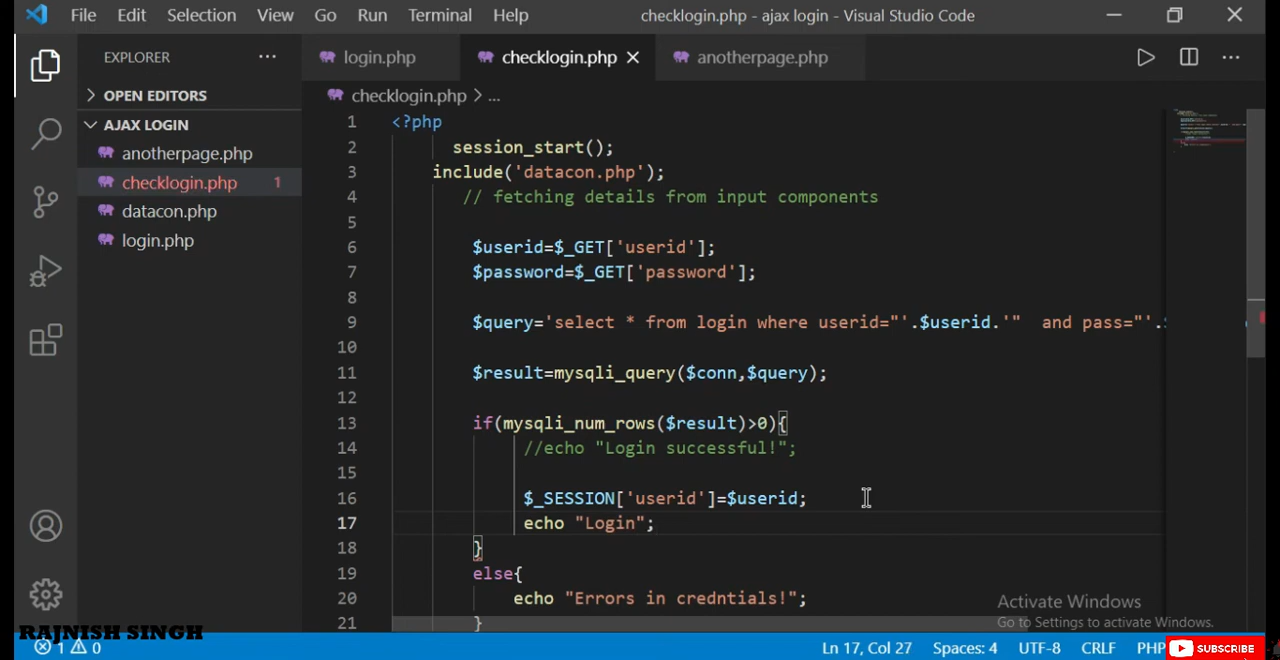 File Edit Selection View Go Run Terminal Help checklogin.php - ajax login - Visual Studio Code
EXPLORER ...
login.php checklogin.php anotherpage.php
OPEN EDITORS
AJAX LOGIN
anotherpage.php
checklogin.php 1
datacon.php
login.php
checklogin.php > ...
1 <?php
2 session_start();
3 include('datacon.php');
4 // fetching details from input components
5
6 $userid=$_GET['userid'];
7 $password=$_GET['password'];
8
9 $query='select * from login where userid="'.$userid.'" and pass="'.
10
11 $result=mysqli_query($conn,$query);
12
13 if(mysqli_num_rows($result)>0){
14 //echo "Login successful!";
15
16 $_SESSION['userid']=$userid;
17 echo "Login";
18 }
19 else{
20 echo "Errors in credntials!";
21 }
Activate Windows
Go to Settings to activate Windows.
RAJNISH SINGH
1 0 Ln 17, Col 27 Spaces: 4 UTF-8 CRLF PHP
SUBSCRIBE